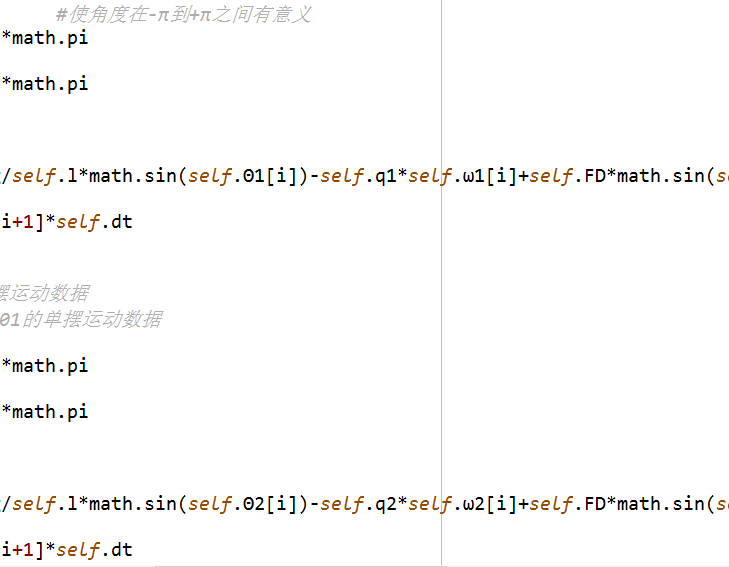 #使角度在-π到+π之间有意义
*math.pi
*math.pi
/self.l*math.sin(self.Θ1[i])-self.q1*self.ω1[i]+self.FD*math.sin(s
i+1]*self.dt
摆运动数据
01的单摆运动数据
*math.pi
*math.pi
/self.l*math.sin(self.Θ2[i])-self.q2*self.ω2[i]+self.FD*math.sin(s
i+1]*self.dt